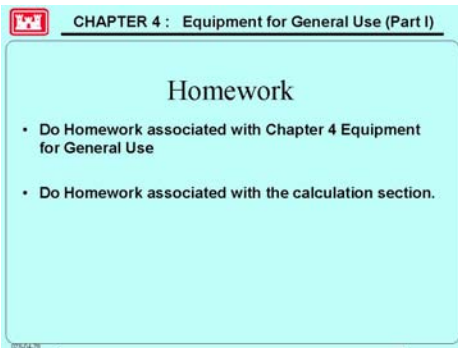 CHAPTER 4 : Equipment for General Use (Part I)
Homework
• Do Homework associated with Chapter 4 Equipment
for General Use
• Do Homework associated with the calculation section.